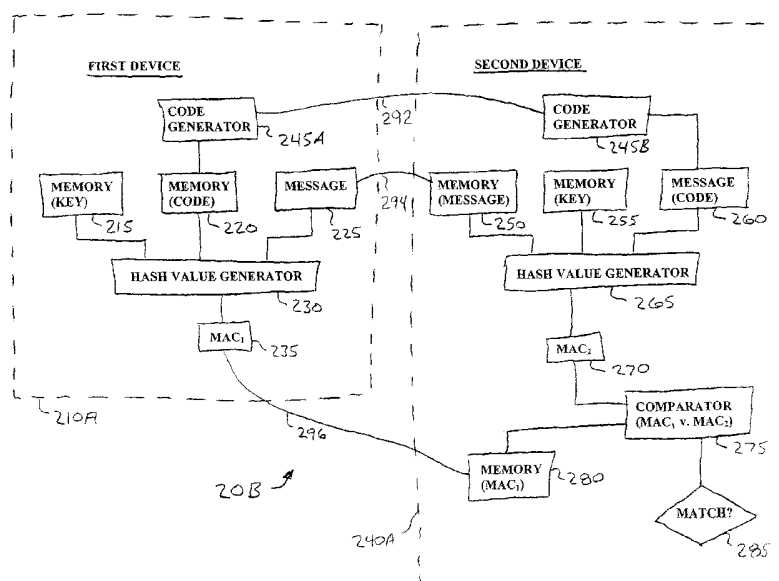 FIRST DEVICE
SECOND DEVICE
CODE
GENERATOR
245A
292
CODE
GENERATOR
245B
MEMORY
(KEY)
215
MEMORY
(CODE)
220
MESSAGE
225
294
MEMORY
(MESSAGE)
250
MEMORY
(KEY)
255
MESSAGE
(CODE)
260
HASH VALUE GENERATOR
230
HASH VALUE GENERATOR
265
MAC₁
235
MAC₂
270
210A
296
COMPARATOR
(MAC₁ v. MAC₂)
275
20B
MEMORY
(MAC₁)
280
240A
MATCH?
285